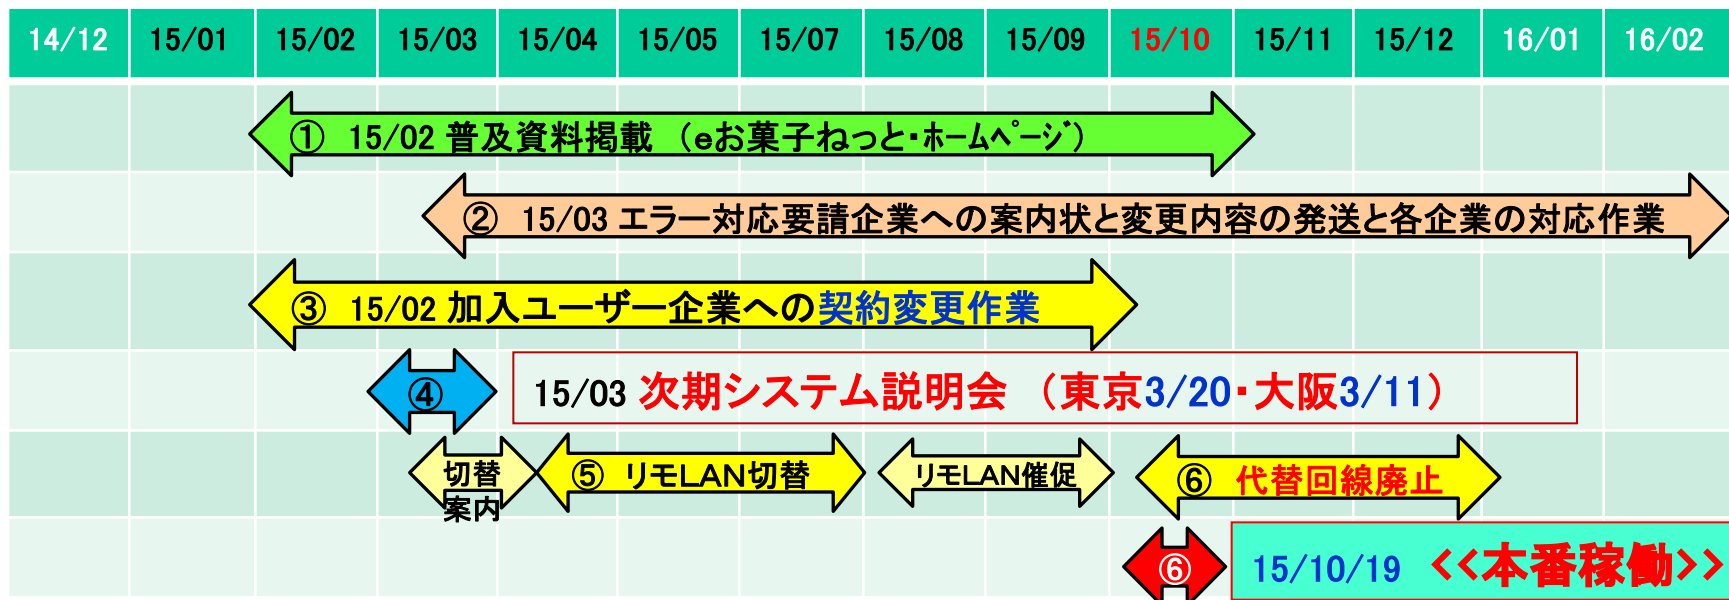 14/12 15/01 15/02 15/03 15/04 15/05 15/07 15/08 15/09 15/10 15/11 15/12 16/01 16/02
① 15/02 普及資料掲載 （eお菓子ねっと・ホームページ）
② 15/03 エラー対応要請企業への案内状と変更内容の発送と各企業の対応作業
③ 15/02 加入ユーザー企業への契約変更作業
④ 15/03 次期システム説明会 （東京3/20・大阪3/11）
切替
案内
⑤ リモLAN切替
リモLAN催促
⑥ 代替回線廃止
⑥ 15/10/19 <<本番稼働>>